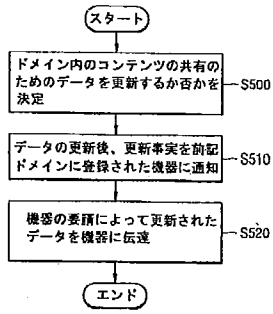 スタート
ドメイン内のコンテンツの共有の
ためのデータを更新するか否かを
決定
S500
データの更新後、更新事実を前記
ドメインに登録された機器に通知
S510
機器の要請によって更新された
データを機器に伝達
S520
エンド